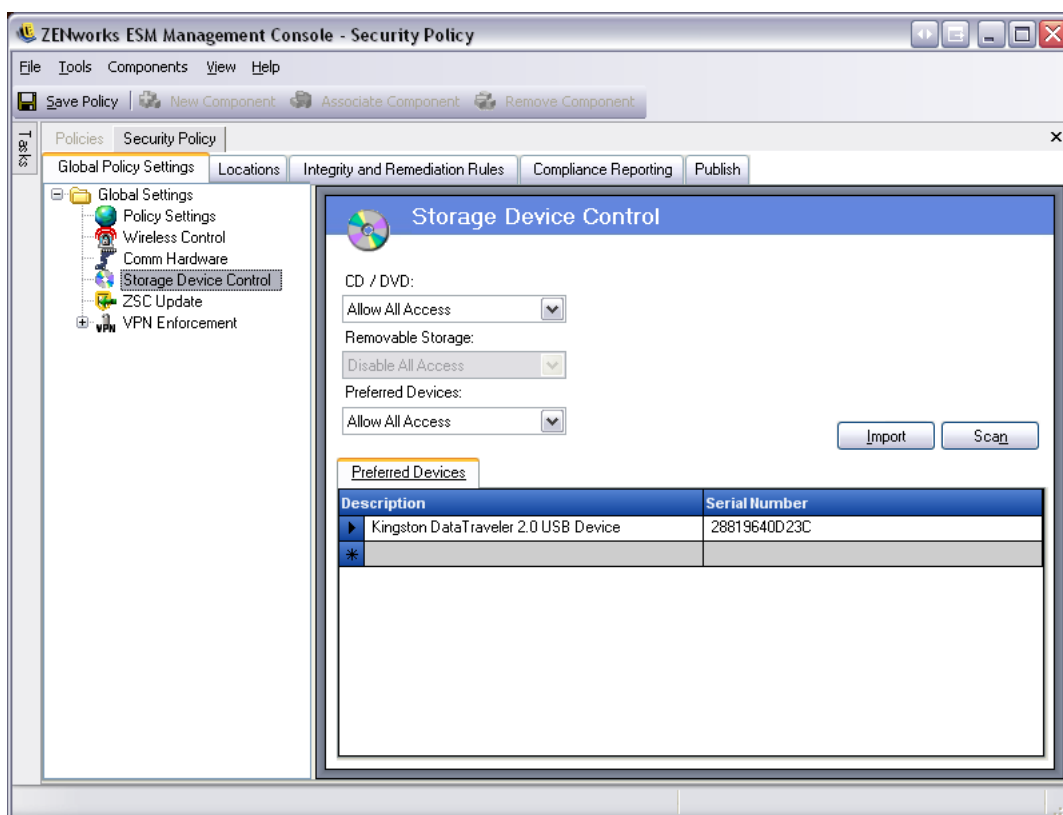 ZENworks ESM Management Console - Security Policy
File Tools Components View Help
Save Policy New Component Associate Component Remove Component
Tasks
Policies Security Policy
Global Policy Settings Locations Integrity and Remediation Rules Compliance Reporting Publish
Global Settings
Policy Settings
Wireless Control
Comm Hardware
Storage Device Control
ZSC Update
VPN VPN Enforcement
Storage Device Control
CD / DVD:
Allow All Access
Removable Storage:
Disable All Access
Preferred Devices:
Allow All Access
Import Scan
Preferred Devices
Description Serial Number
Kingston DataTraveler 2.0 USB Device 28819640D23C